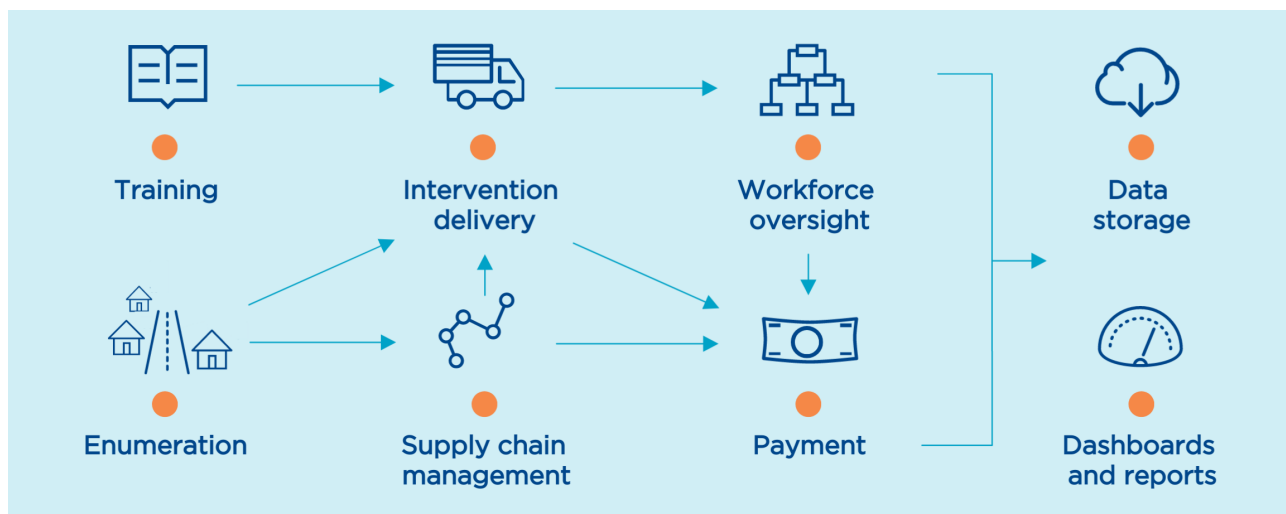 Training
Intervention
delivery
Workforce
oversight
Data
storage
Enumeration
Supply chain
management
Payment
Dashboards
and reports